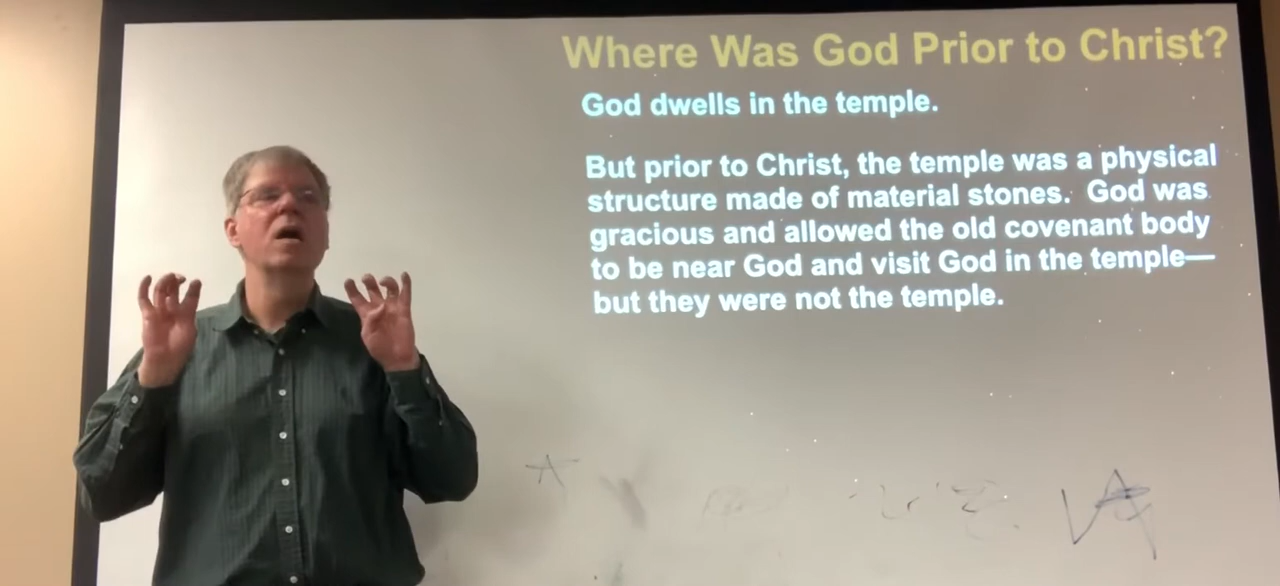 Where Was God Prior to Christ?
God dwells in the temple.
But prior to Christ, the temple was a physical
structure made of material stones. God was
gracious and allowed the old covenant body
to be near God and visit God in the temple—
but they were not the temple.